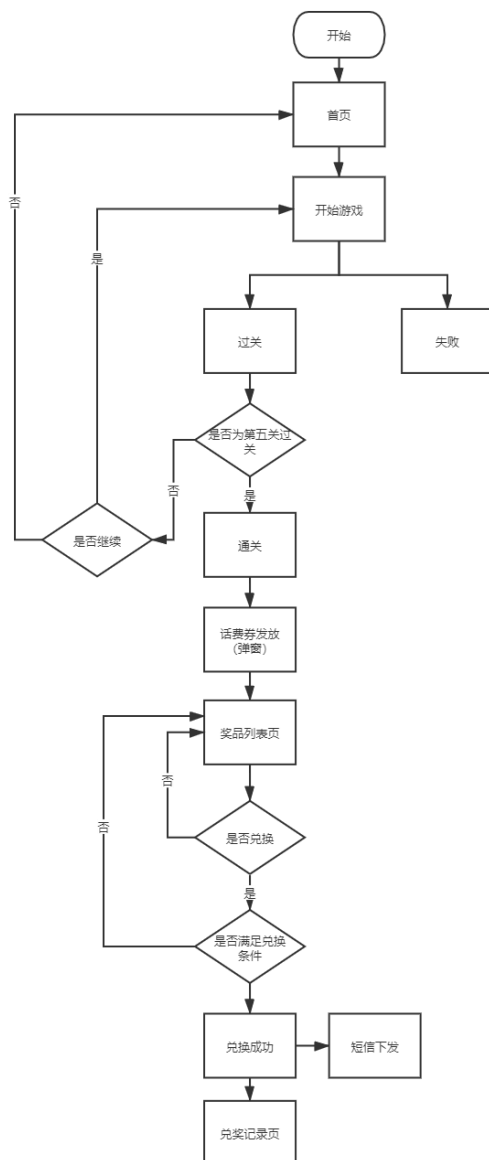 开始
首页
开始游戏
否
是
过关
失败
是否为第五关过
关
否
是
是否继续
通关
话费券发放
(弹窗)
奖品列表页
否
否
是否兑换
是
是否满足兑换
条件
兑换成功
短信下发
兑奖记录页